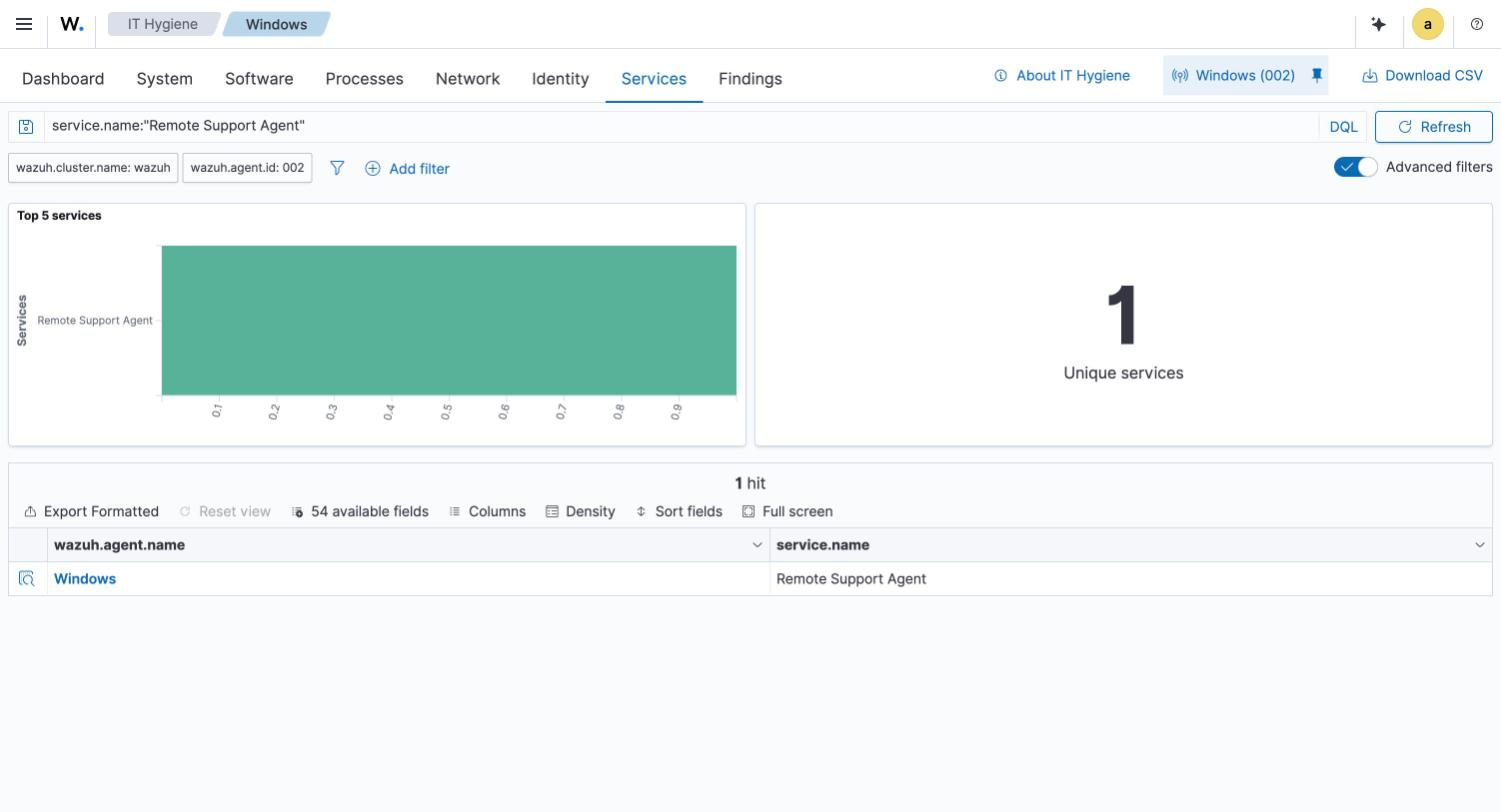 W.
IT Hygiene
Windows
a
Dashboard
System
Software
Processes
Network
Identity
Services
Findings
About IT Hygiene
Windows (002)
Download CSV
service.name:"Remote Support Agent"
DQL
Refresh
wazuh.cluster.name: wazuh
wazuh.agent.id: 002
Add filter
Advanced filters
Top 5 services
Services
Remote Support Agent
0.1
0.2
0.3
0.4
0.5
0.6
0.7
0.8
0.9
1
Unique services
1 hit
Export Formatted
Reset view
54 available fields
Columns
Density
Sort fields
Full screen
wazuh.agent.name
service.name
Windows
Remote Support Agent